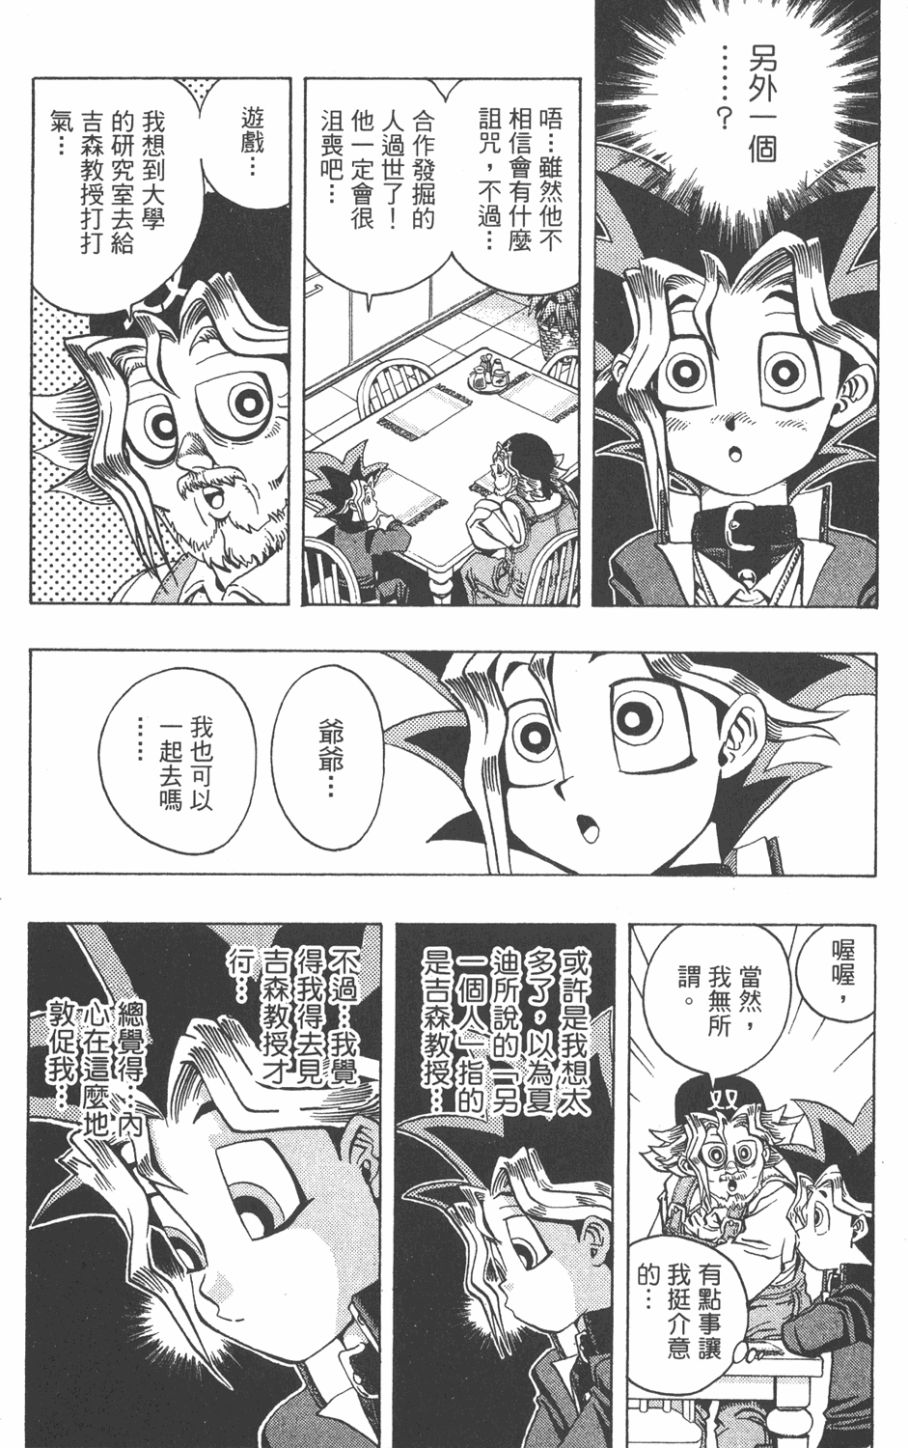 另外一個
……？
唔…雖然他不
相信會有什麼
詛咒，不過…
合作發掘的
人過世了！
他一定會很
沮喪吧…
遊戲…
我想到大學
的研究室去給
吉森教授打打
氣…
爺爺…
我也可以
一起去嗎
……
喔喔，
當然，
我無所
謂。
有點事讓
我挺介意
的…
或許是我想太
多了，以為夏
迪所說的「另
一個人」指的
是吉森教授…
不過…我覺
得我得去見
吉森教授才
行…
總覺得…內
心在這麼地
敦促我…